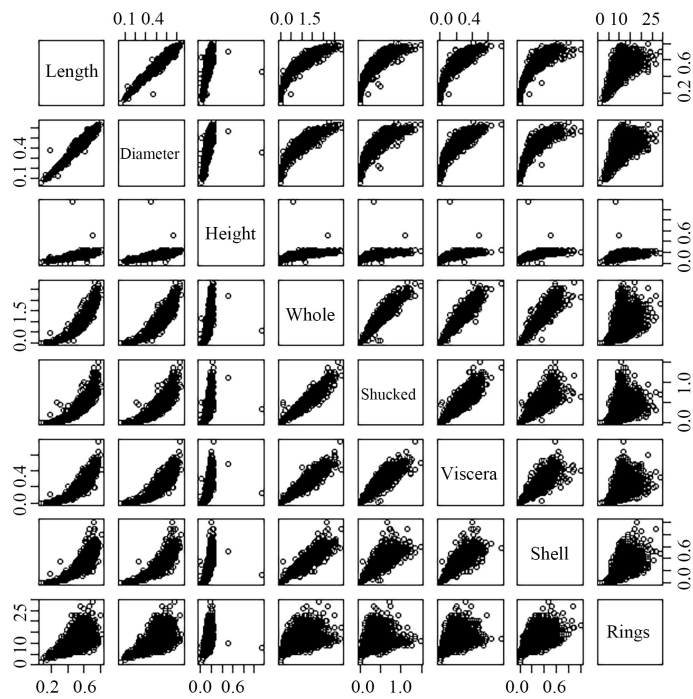 0.1 0.4 0.0 1.5 0.0 0.4 0 10 25
Length 0.2 0.6
0.1 0.4 Diameter
Height 0.0 0.6
0.0 1.5 Whole
Shucked 0.0 1.0
0.0 0.4 Viscera
Shell 0.0 0.6
0 10 25 Rings
0.2 0.6 0.0 0.6 0.0 1.0 0.0 0.6